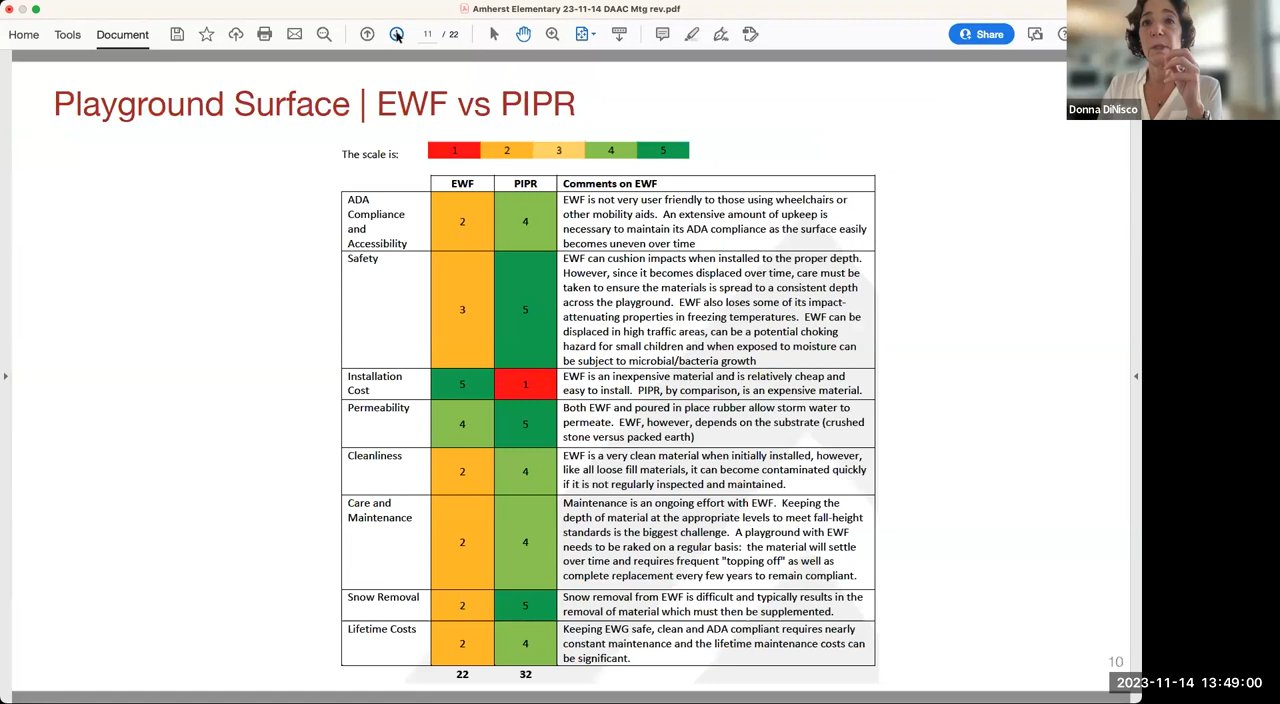 Amherst Elementary 23-11-14 DAAC Mtg rev.pdf
Home Tools Document 11 / 22 Share
Donna DiNisco
Playground Surface | EWF vs PIPR
The scale is: 1 2 3 4 5
EWF PIPR Comments on EWF
ADA
Compliance
and
Accessibility
2 4
EWF is not very user friendly to those using wheelchairs or
other mobility aids. An extensive amount of upkeep is
necessary to maintain its ADA compliance as the surface easily
becomes uneven over time
Safety
3 5
EWF can cushion impacts when installed to the proper depth.
However, since it becomes displaced over time, care must be
taken to ensure the materials is spread to a consistent depth
across the playground. EWF also loses some of its impact-
attenuating properties in freezing temperatures. EWF can be
displaced in high traffic areas, can be a potential choking
hazard for small children and when exposed to moisture can
be subject to microbial/bacteria growth
Installation
Cost
5 1
EWF is an inexpensive material and is relatively cheap and
easy to install. PIPR, by comparison, is an expensive material.
Permeability
4 5
Both EWF and poured in place rubber allow storm water to
permeate. EWF, however, depends on the substrate (crushed
stone versus packed earth)
Cleanliness
2 4
EWF is a very clean material when initially installed, however,
like all loose fill materials, it can become contaminated quickly
if it is not regularly inspected and maintained.
Care and
Maintenance
2 4
Maintenance is an ongoing effort with EWF. Keeping the
depth of material at the appropriate levels to meet fall-height
standards is the biggest challenge. A playground with EWF
needs to be raked on a regular basis: the material will settle
over time and requires frequent "topping off" as well as
complete replacement every few years to remain compliant.
Snow Removal
2 5
Snow removal from EWF is difficult and typically results in the
removal of material which must then be supplemented.
Lifetime Costs
2 4
Keeping EWG safe, clean and ADA compliant requires nearly
constant maintenance and the lifetime maintenance costs can
be significant.
22 32
10
2023-11-14 13:49:00